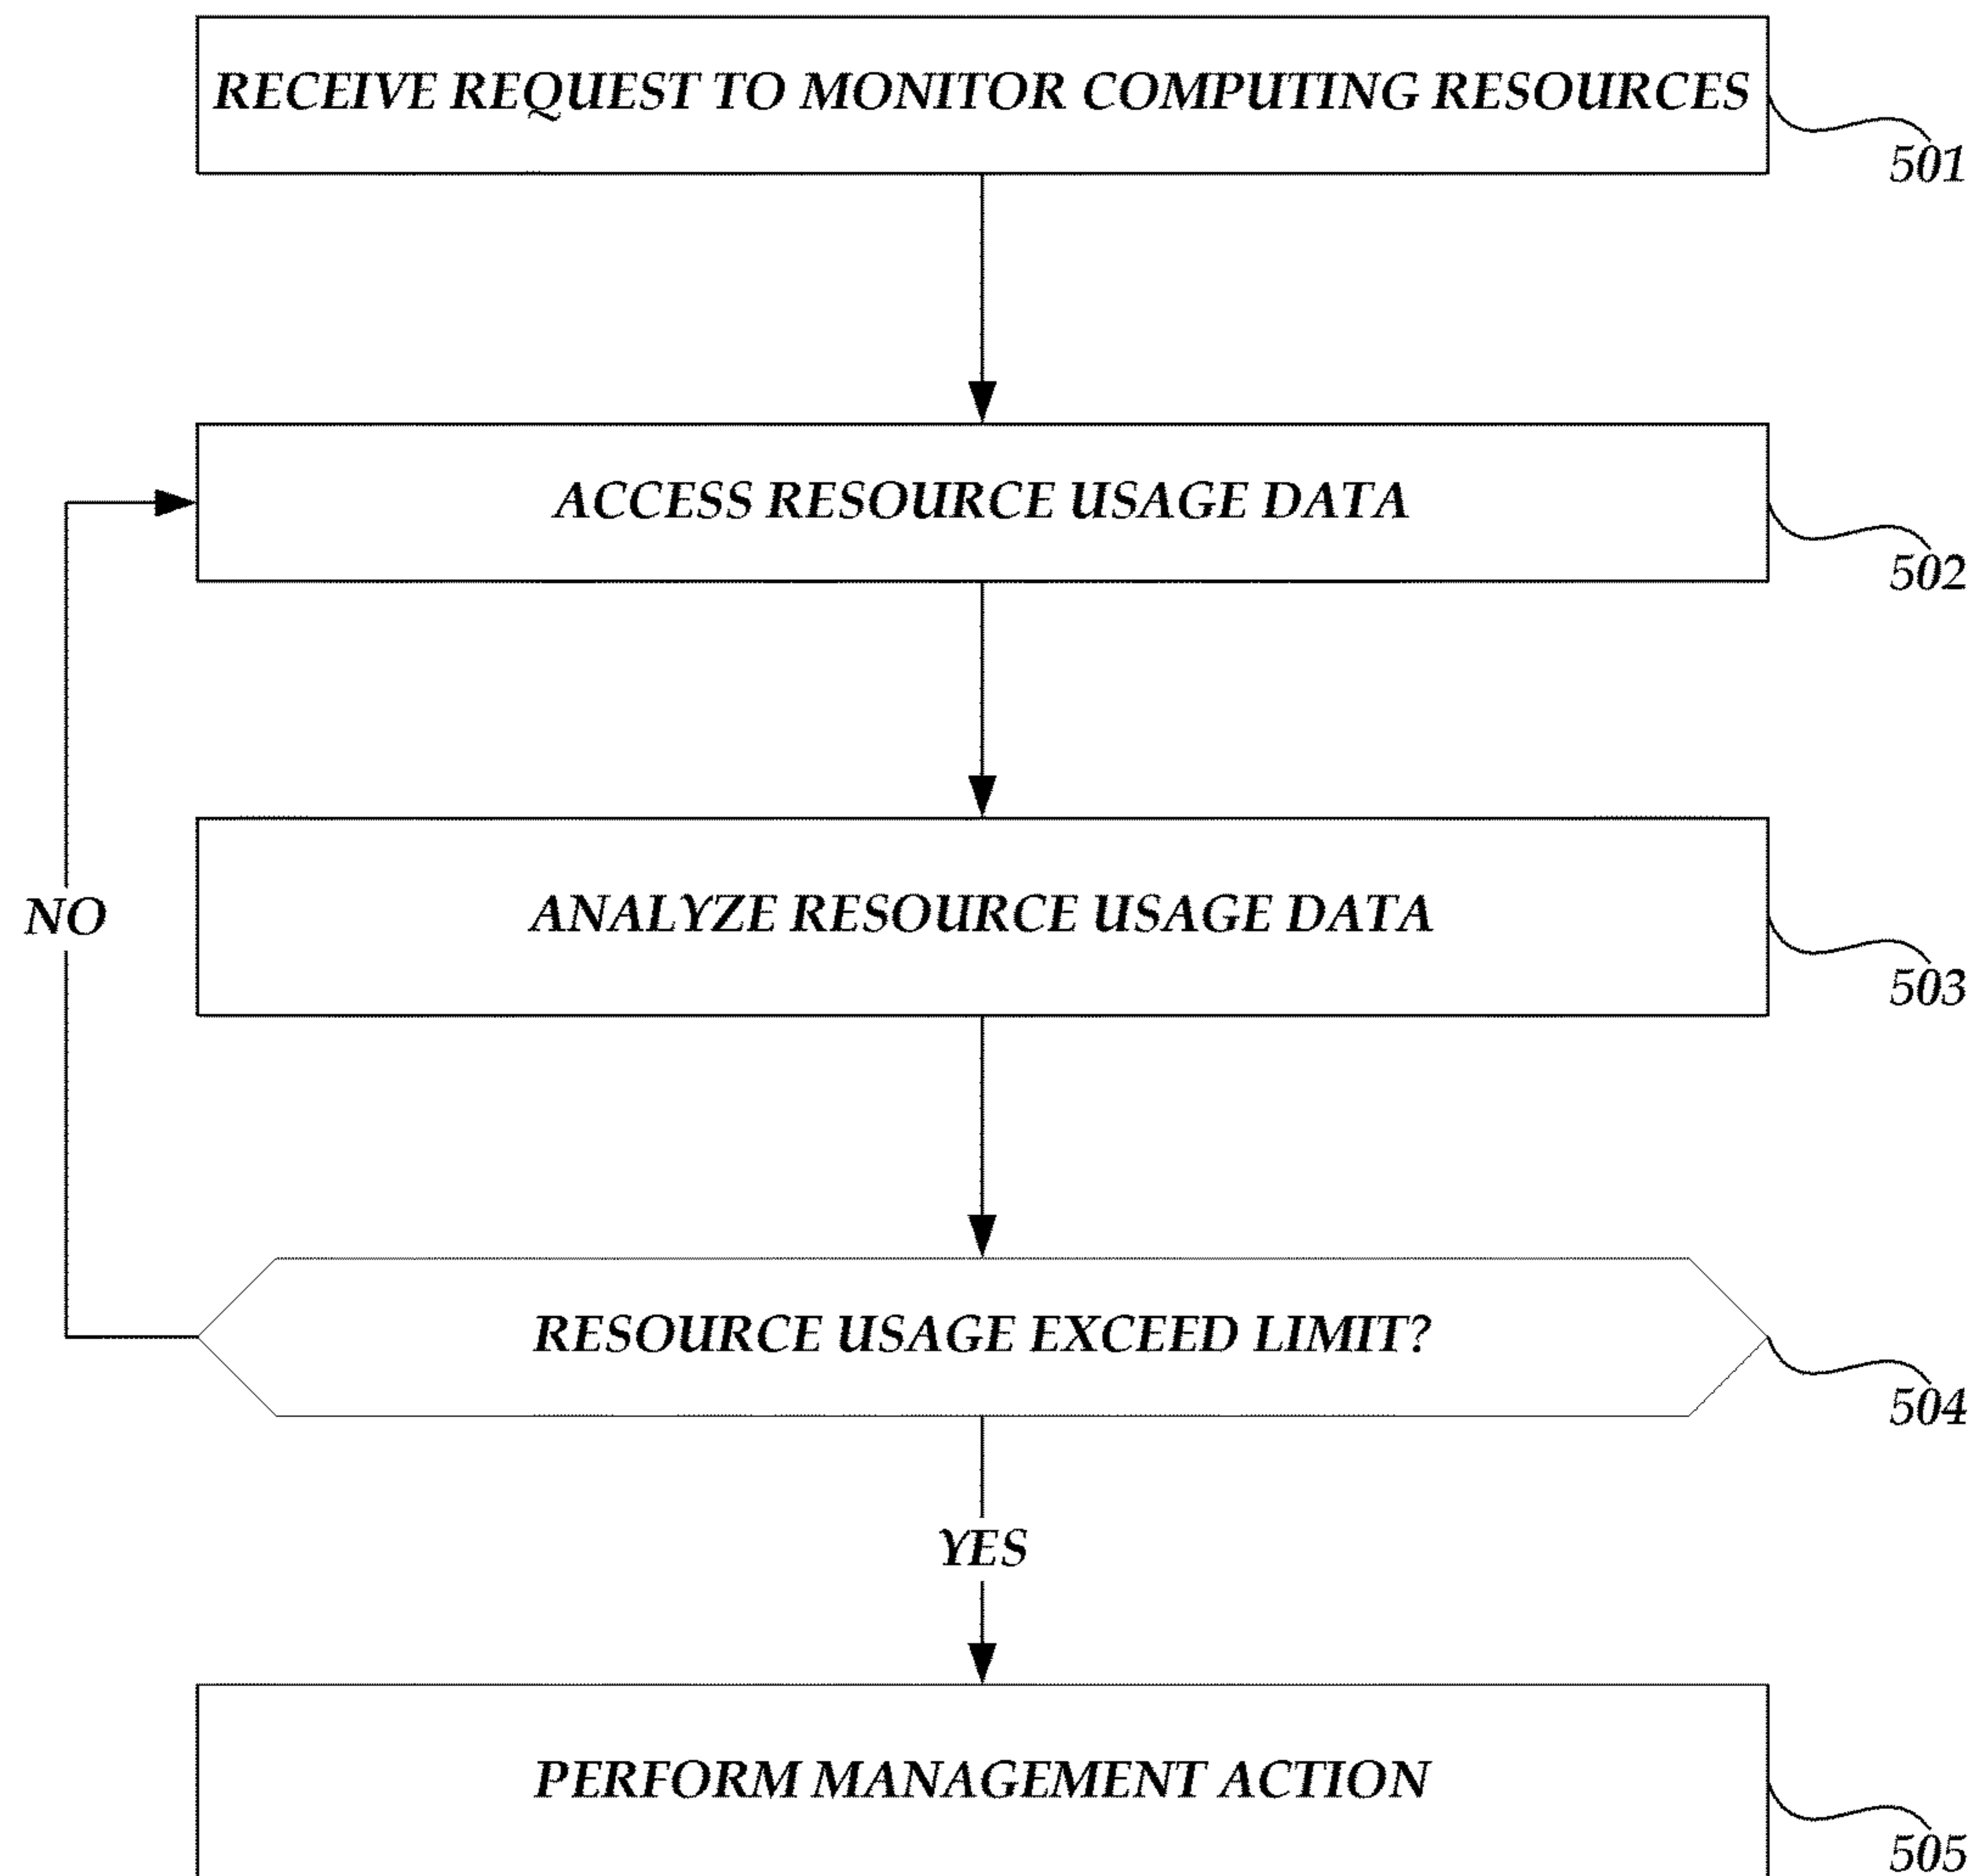 RECEIVE REQUEST TO MONITOR COMPUTING RESOURCES
501
ACCESS RESOURCE USAGE DATA
502
ANALYZE RESOURCE USAGE DATA
NO
503
RESOURCE USAGE EXCEED LIMIT?
504
YES
PERFORM MANAGEMENT ACTION
505